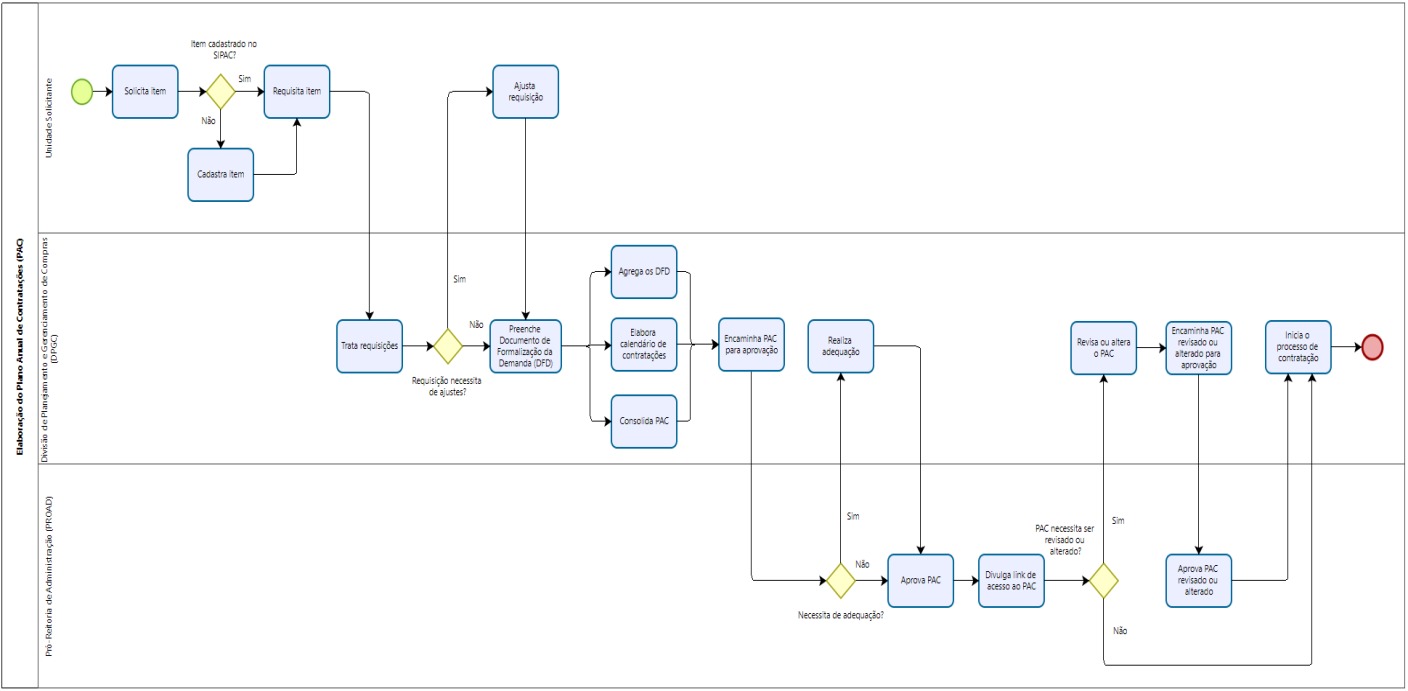 Elaboração do Plano Anual de Contratações (PAC)
Unidade Solicitante
Solicita item
Item cadastrado no
SIPAC?
Sim
Não
Requisita item
Cadastra item
Ajusta
requisição
Divisão de Planejamento e Gerenciamento de Compras
(DPGC)
Trata requisições
Sim
Não
Requisição necessita
de ajustes?
Preenche
Documento de
Formalização da
Demanda (DFD)
Agrega os DFD
Elabora
calendário de
contratações
Consolida PAC
Encaminha PAC
para aprovação
Realiza
adequação
Revisa ou altera
o PAC
Encaminha PAC
revisado ou
alterado para
aprovação
Inicia o
processo de
contratação
Pró-Reitoria de Administração (PROAD)
Sim
Não
Necessita de adequação?
Aprova PAC
Divulga link de
acesso ao PAC
PAC necessita ser
revisado ou
alterado?
Sim
Não
Aprova PAC
revisado ou
alterado